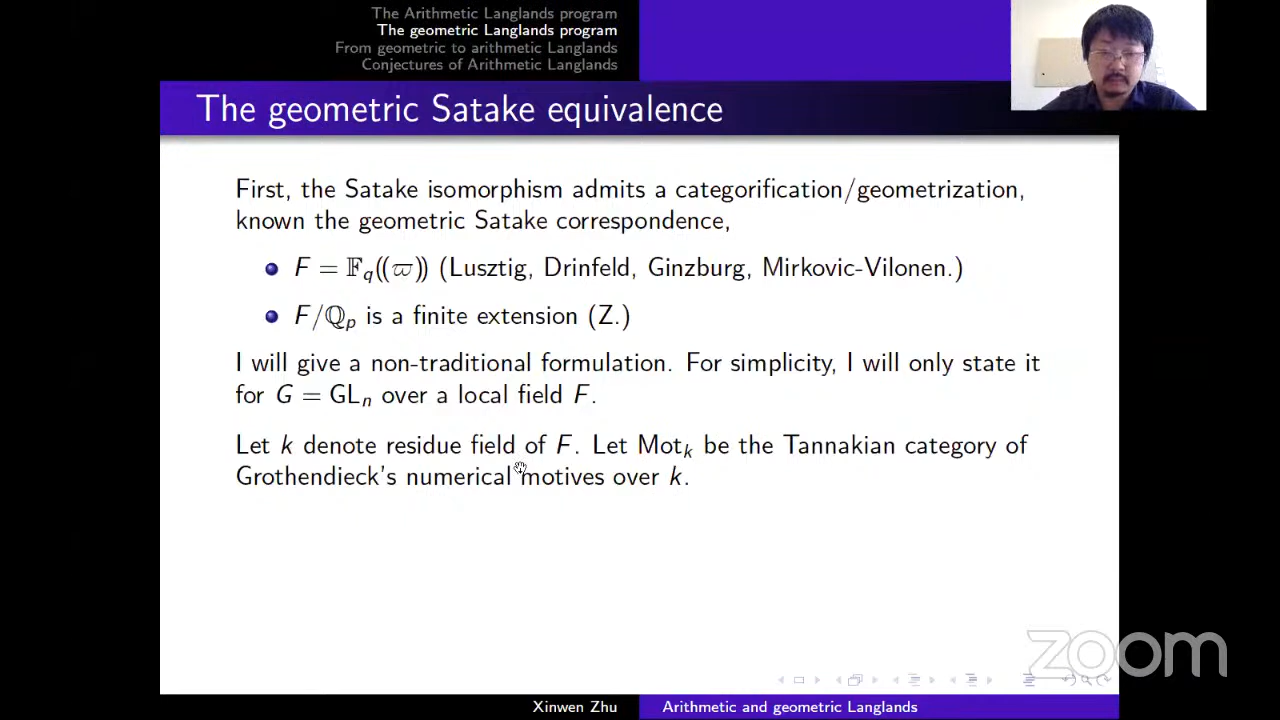 The Arithmetic Langlands program
The geometric Langlands program
From geometric to arithmetic Langlands
Conjectures of Arithmetic Langlands
The geometric Satake equivalence
First, the Satake isomorphism admits a categorification/geometrization,
known the geometric Satake correspondence,
F = 𝔽_q((ϖ)) (Lusztig, Drinfeld, Ginzburg, Mirkovic-Vilonen.)
F/ℚ_p is a finite extension (Z.)
I will give a non-traditional formulation. For simplicity, I will only state it
for G = GL_n over a local field F.
Let k denote residue field of F. Let Mot_k be the Tannakian category of
Grothendieck's numerical motives over k.
zoom
Xinwen Zhu
Arithmetic and geometric Langlands